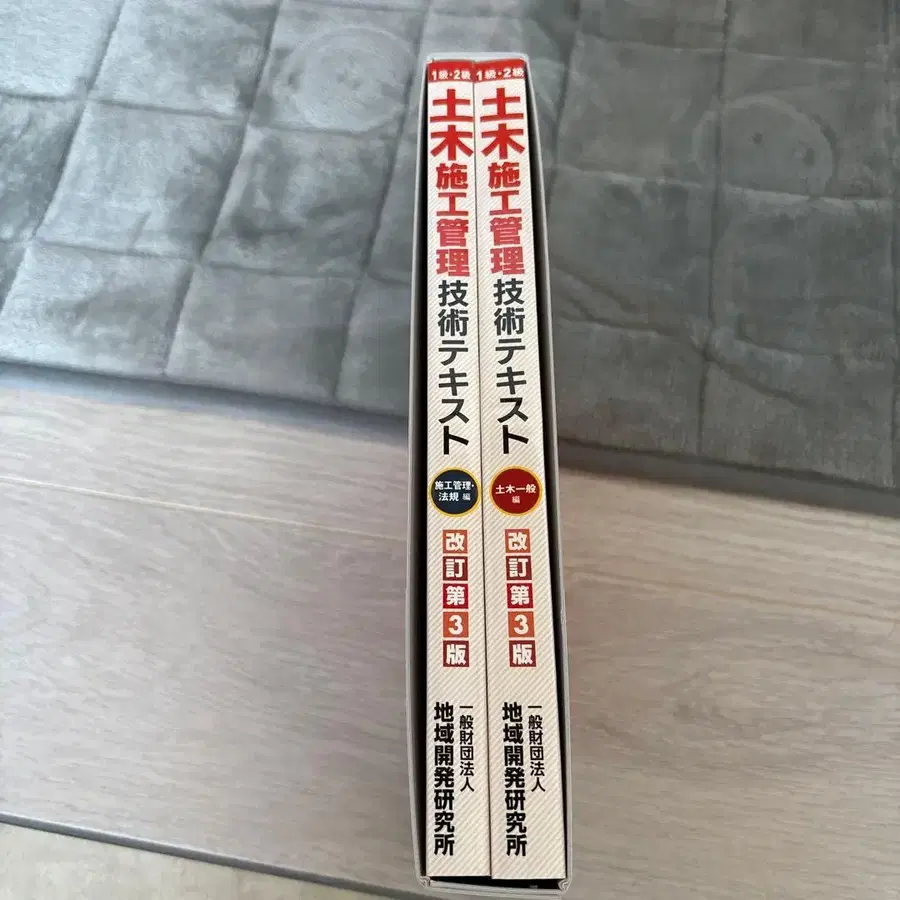 1級・2級
土木施工管理技術テキスト
施工管理・
法規 編
改訂第3版
一般財団法人
地域開発研究所
1級・2級
土木施工管理技術テキスト
土木一般
編
改訂第3版
一般財団法人
地域開発研究所